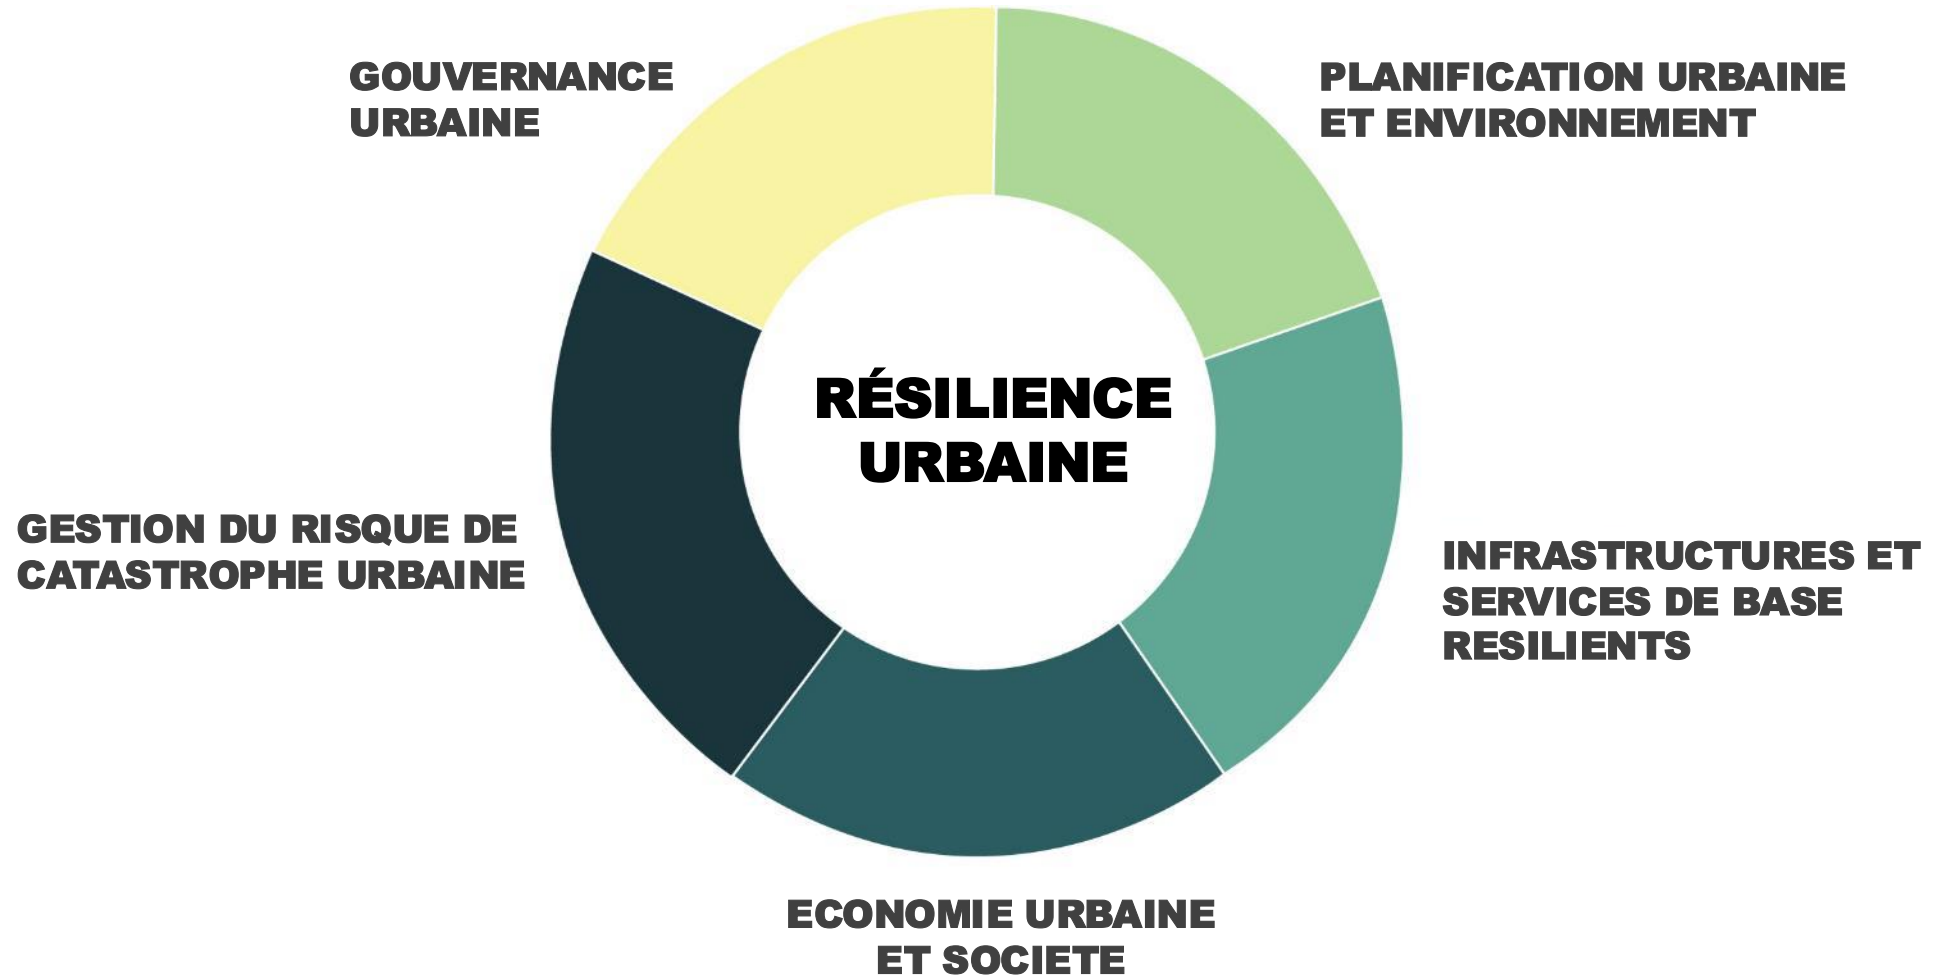 GOUVERNANCE
URBAINE
PLANIFICATION URBAINE
ET ENVIRONNEMENT
RÉSILIENCE
URBAINE
GESTION DU RISQUE DE
CATASTROPHE URBAINE
INFRASTRUCTURES ET
SERVICES DE BASE
RESILIENTS
ECONOMIE URBAINE
ET SOCIETE